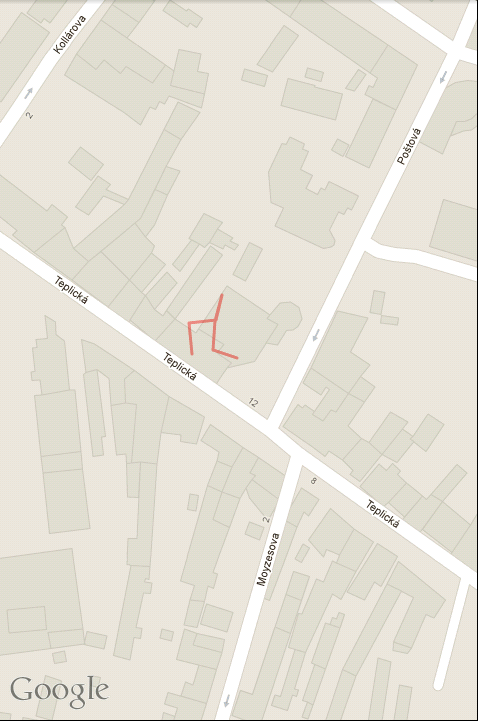 Kollárova
2
Poštová
Teplická
Teplická
12
8
Teplická
2
Moyzesova
Google